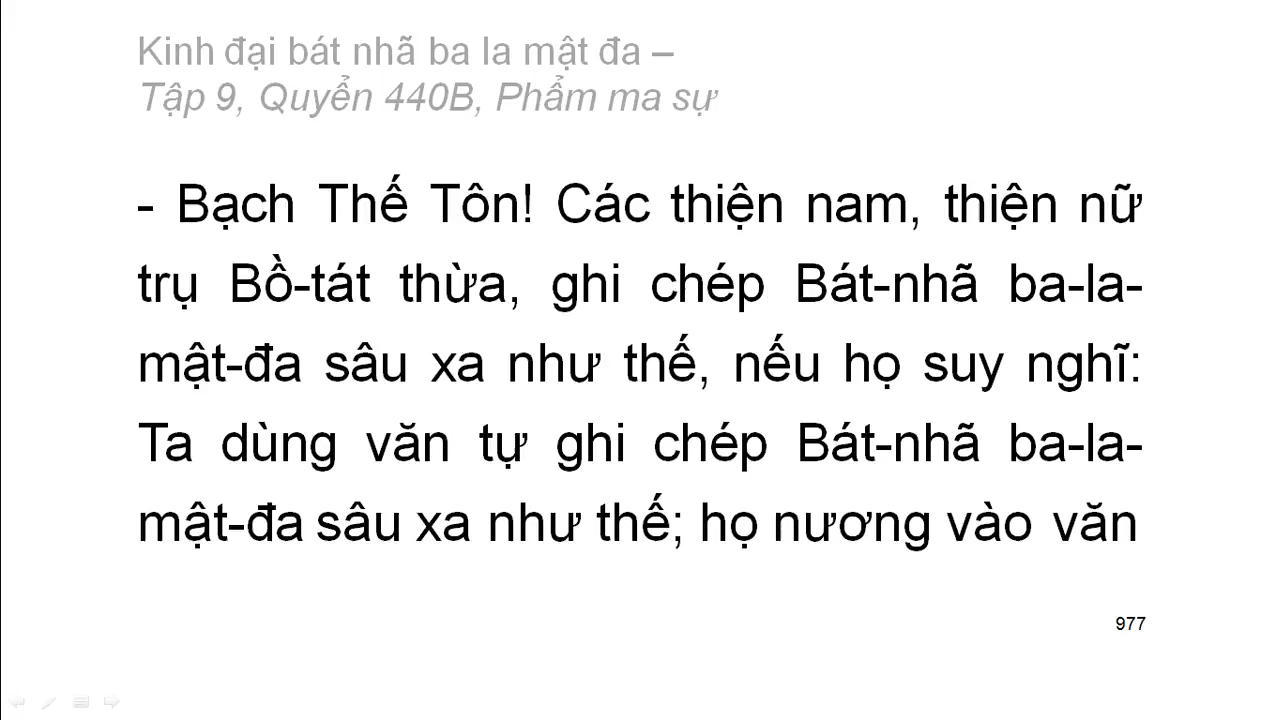 Kinh đại bát nhã ba la mật đa –
Tập 9, Quyển 440B, Phẩm ma sự
- Bạch Thế Tôn! Các thiện nam, thiện nữ
trụ Bồ-tát thừa, ghi chép Bát-nhã ba-la-
mật-đa sâu xa như thế, nếu họ suy nghĩ:
Ta dùng văn tự ghi chép Bát-nhã ba-la-
mật-đa sâu xa như thế; họ nương vào văn
977